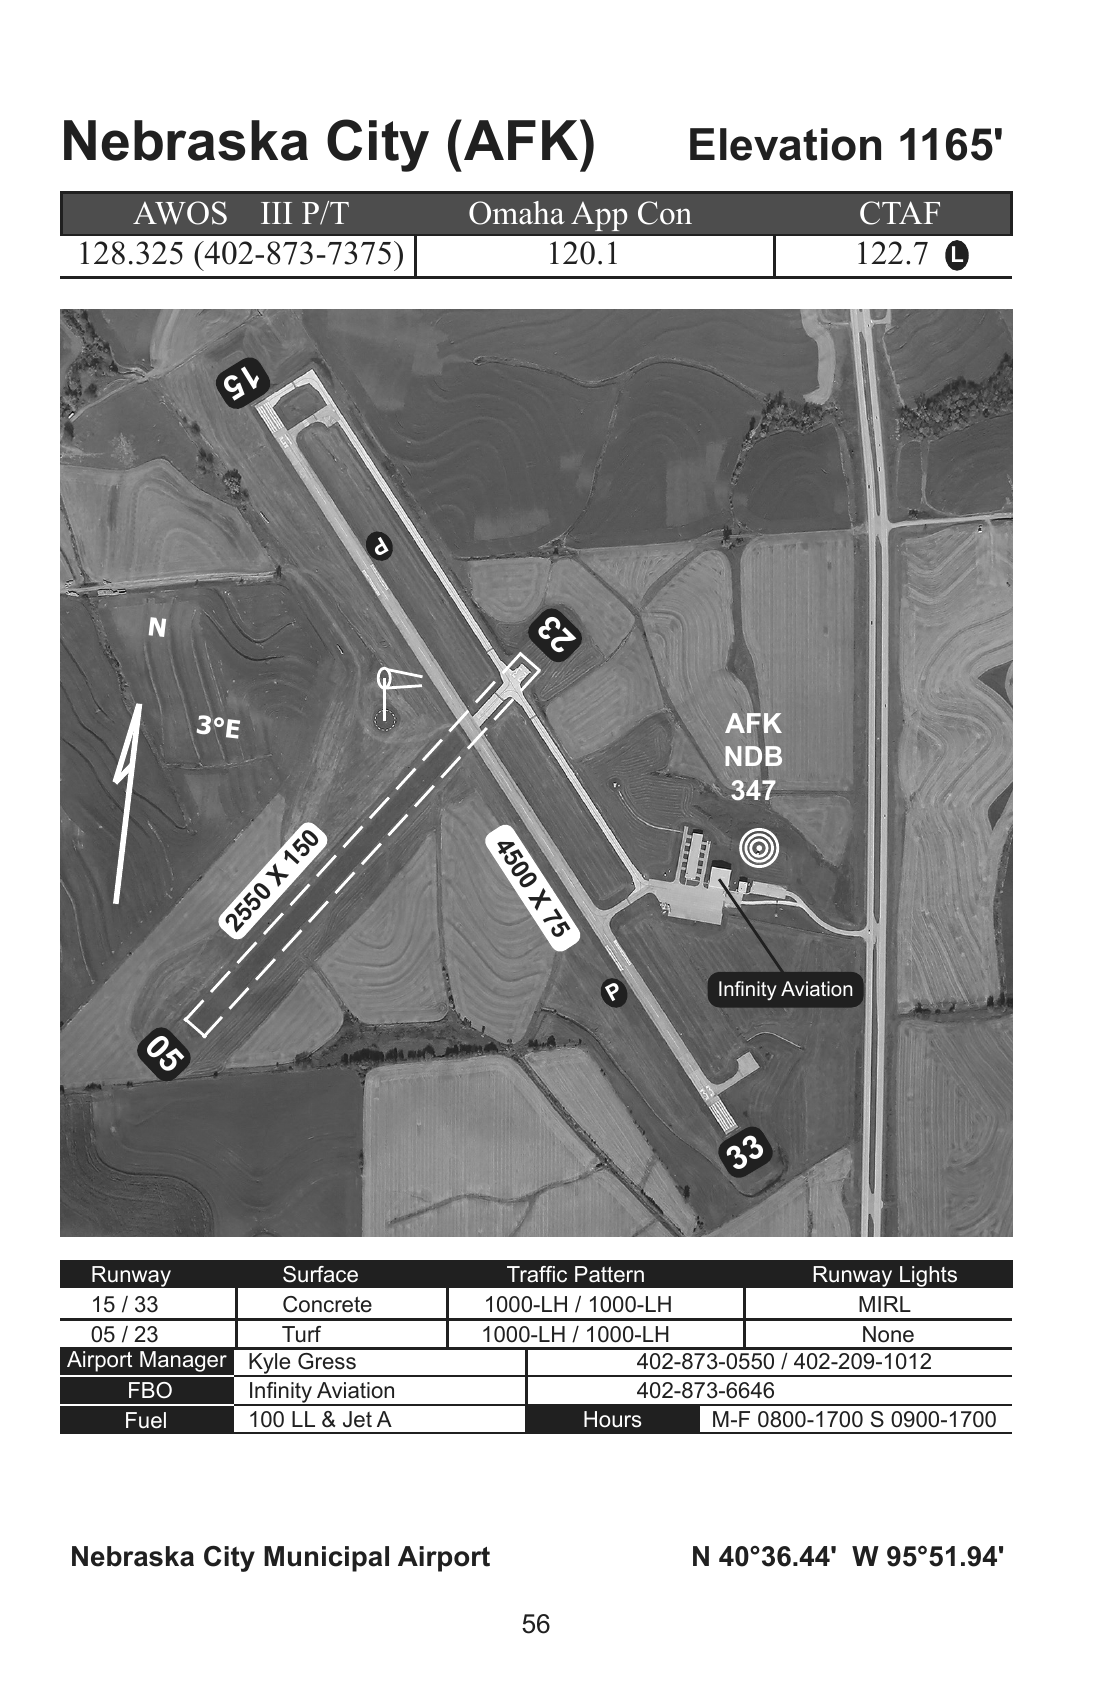 Nebraska City (AFK) Elevation 1165'
AWOS III P/T Omaha App Con CTAF
128.325 (402-873-7375) 120.1 122.7 L
15
P
23
N
3°E
AFK
NDB
347
2550 X 150
4500 X 75
Infinity Aviation
P
05
33
Runway Surface Traffic Pattern Runway Lights
15 / 33 Concrete 1000-LH / 1000-LH MIRL
05 / 23 Turf 1000-LH / 1000-LH None
Airport Manager Kyle Gress 402-873-0550 / 402-209-1012
FBO Infinity Aviation 402-873-6646
Fuel 100 LL & Jet A Hours M-F 0800-1700 S 0900-1700
Nebraska City Municipal Airport N 40°36.44' W 95°51.94'
56